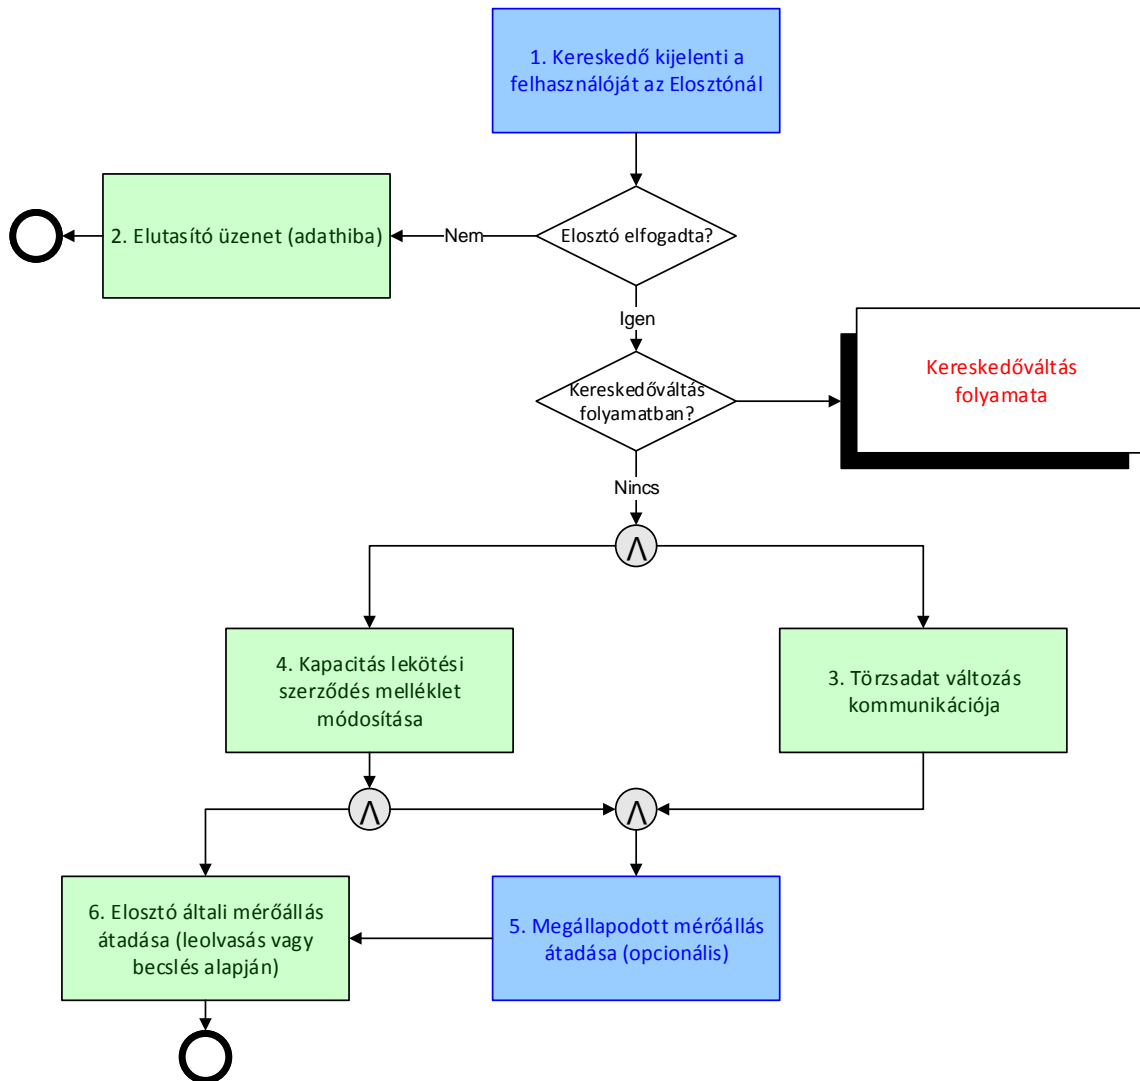 1. Kereskedő kijelenti a
felhasználóját az Elosztónál
2. Elutasító üzenet (adathiba)
Nem
Elosztó elfogadta?
Igen
Kereskedőváltás
folyamatban?
Kereskedőváltás
folyamata
Nincs
Λ
4. Kapacitás lekötési
szerződés melléklet
módosítása
3. Törzsadat változás
kommunikációja
Λ
Λ
6. Elosztó általi mérőállás
átadása (leolvasás vagy
becslés alapján)
5. Megállapodott mérőállás
átadása (opcionális)